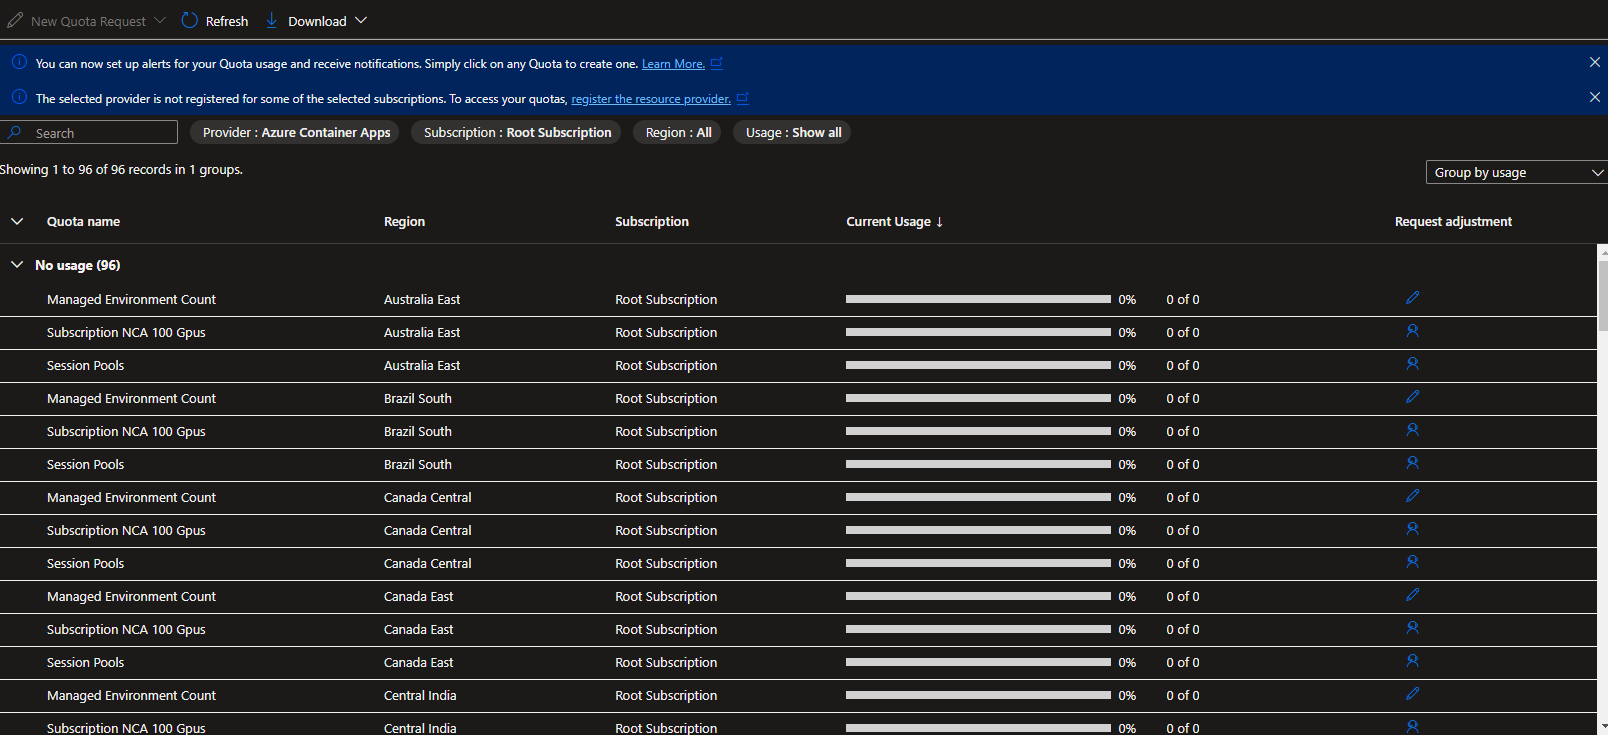 New Quota Request Refresh Download
You can now set up alerts for your Quota usage and receive notifications. Simply click on any Quota to create one. Learn More.
The selected provider is not registered for some of the selected subscriptions. To access your quotas, register the resource provider.
Search Provider : Azure Container Apps Subscription : Root Subscription Region : All Usage : Show all
Showing 1 to 96 of 96 records in 1 groups.
Group by usage
Quota name Region Subscription Current Usage ↓ Request adjustment
No usage (96)
Managed Environment Count Australia East Root Subscription 0% 0 of 0
Subscription NCA 100 Gpus Australia East Root Subscription 0% 0 of 0
Session Pools Australia East Root Subscription 0% 0 of 0
Managed Environment Count Brazil South Root Subscription 0% 0 of 0
Subscription NCA 100 Gpus Brazil South Root Subscription 0% 0 of 0
Session Pools Brazil South Root Subscription 0% 0 of 0
Managed Environment Count Canada Central Root Subscription 0% 0 of 0
Subscription NCA 100 Gpus Canada Central Root Subscription 0% 0 of 0
Session Pools Canada Central Root Subscription 0% 0 of 0
Managed Environment Count Canada East Root Subscription 0% 0 of 0
Subscription NCA 100 Gpus Canada East Root Subscription 0% 0 of 0
Session Pools Canada East Root Subscription 0% 0 of 0
Managed Environment Count Central India Root Subscription 0% 0 of 0
Subscription NCA 100 Gpus Central India Root Subscription 0% 0 of 0